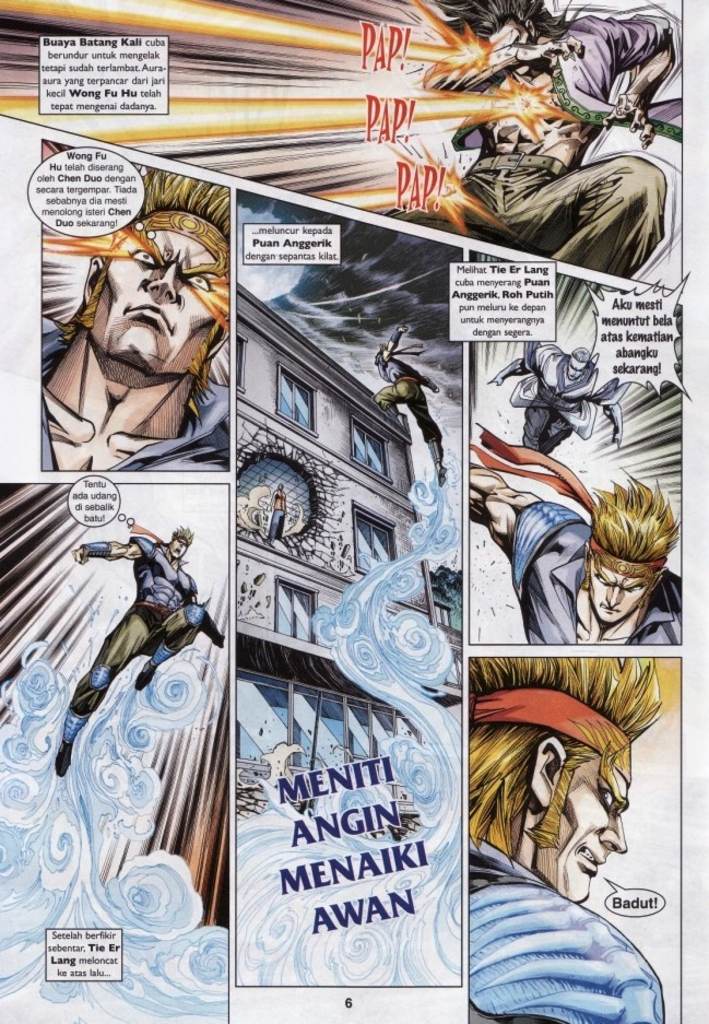 Buaya Batang Kali cuba
berundur untuk mengelak
tetapi sudah terlambat. Aura-
aura yang terpancar dari jari
kecil Wong Fu Hu telah
tepat mengenai dadanya.
PAP!
PAP!
PAP!
Wong Fu
Hu telah diserang
oleh Chen Duo dengan
secara tergempar. Tiada
sebabnya dia mesti
menolong isteri Chen
Duo sekarang!
Tentu
ada udang
di sebalik
batu!
Setelah berfikir
sebentar, Tie Er
Lang meloncat
ke atas lalu...
...meluncur kepada
Puan Anggerik
dengan sepantas kilat.
MENITI
ANGIN
MENAIKI
AWAN
Melihat Tie Er Lang
cuba menyerang Puan
Anggerik, Roh Putih
pun meluru ke depan
untuk menyerangnya
dengan segera.
Aku mesti
menuntut bela
atas kematian
abangku
sekarang!
Badut!
6